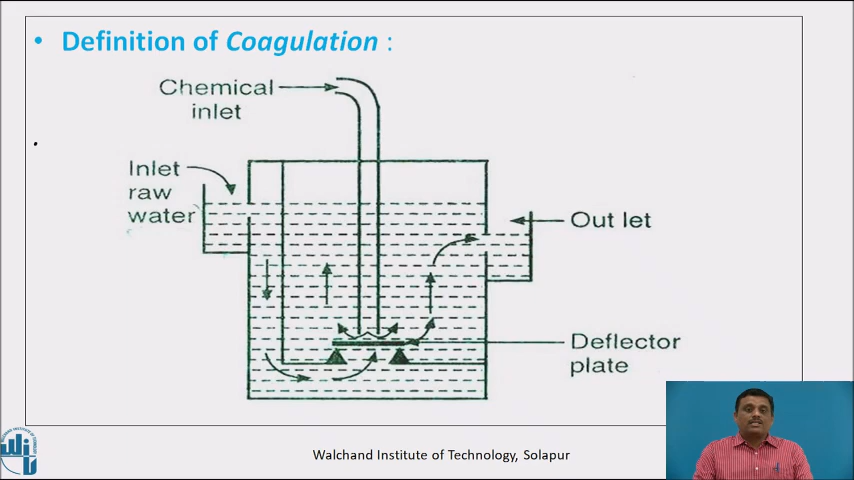 • Definition of Coagulation :
Chemical
inlet
Inlet
raw
water
Out let
Deflector
plate
Walchand Institute of Technology, Solapur